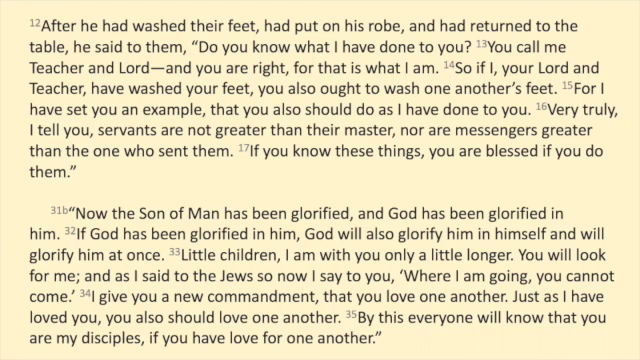 12After he had washed their feet, had put on his robe, and had returned to the
table, he said to them, “Do you know what I have done to you? 13You call me
Teacher and Lord—and you are right, for that is what I am. 14So if I, your Lord and
Teacher, have washed your feet, you also ought to wash one another’s feet. 15For I
have set you an example, that you also should do as I have done to you. 16Very truly,
I tell you, servants are not greater than their master, nor are messengers greater
than the one who sent them. 17If you know these things, you are blessed if you do
them.”
31b“Now the Son of Man has been glorified, and God has been glorified in
him. 32If God has been glorified in him, God will also glorify him in himself and will
glorify him at once. 33Little children, I am with you only a little longer. You will look
for me; and as I said to the Jews so now I say to you, ‘Where I am going, you cannot
come.’ 34I give you a new commandment, that you love one another. Just as I have
loved you, you also should love one another. 35By this everyone will know that you
are my disciples, if you have love for one another.”